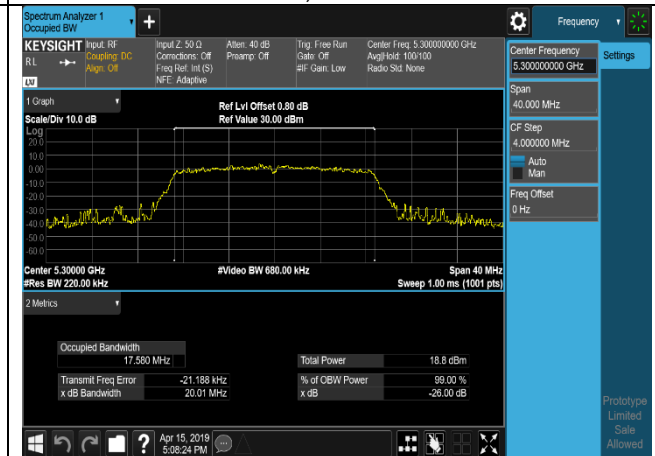 Spectrum Analyzer 1
Occupied BW
+
Frequency
KEYSIGHT
Input: RF
Input Z: 50 Ω
Atten: 40 dB
Trig: Free Run
Center Freq: 5.300000000 GHz
RL
Coupling: DC
Corrections: Off
Preamp: Off
Gate: Off
Avg|Hold: 100/100
Align: Off
Freq Ref: Int (S)
#IF Gain: Low
Radio Std: None
LXI
NFE: Adaptive
Center Frequency
5.300000000 GHz
Settings
Span
40.000 MHz
CF Step
4.000000 MHz
Auto
Man
Freq Offset
0 Hz
1 Graph
Ref Lvl Offset 0.80 dB
Scale/Div 10.0 dB
Ref Value 30.00 dBm
Log
20.0
10.0
0.00
-10.0
-20.0
-30.0
-40.0
-50.0
-60.0
Center 5.30000 GHz
#Video BW 680.00 kHz
Span 40 MHz
#Res BW 220.00 kHz
Sweep 1.00 ms (1001 pts)
2 Metrics
Occupied Bandwidth
17.580 MHz
Total Power
18.8 dBm
Transmit Freq Error
-21.188 kHz
% of OBW Power
99.00 %
x dB Bandwidth
20.01 MHz
x dB
-26.00 dB
Prototype
Limited
Sale
Allowed
?
Apr 15, 2019
5:08:24 PM